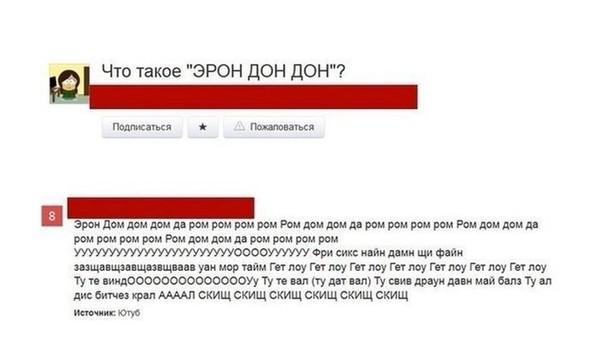 Что такое "ЭРОН ДОН ДОН"?
Подписаться ★ Пожаловаться
8
Эрон Дом дом дом да ром ром ром ром Ром дом дом да ром ром ром ром Ром дом дом да
ром ром ром ром Ром дом дом да ром ром ром ром
УУУУУУУУУУУУУУУУУУУУУУУООООУУУУУУ Фри сикс найн дамн щи файн
зазщавщзавщазвщваав уан мор тайм Гет лоу Гет лоу Гет лоу Гет лоу Гет лоу Гет лоу Гет лоу
Ту те виндОООООООООООООУу Ту те вал (ту дат вал) Ту свив драун давн май балз Ту ал
дис битчез крал ААААЛ СКИЩ СКИЩ СКИЩ СКИЩ СКИЩ СКИЩ
Источник: Ютуб